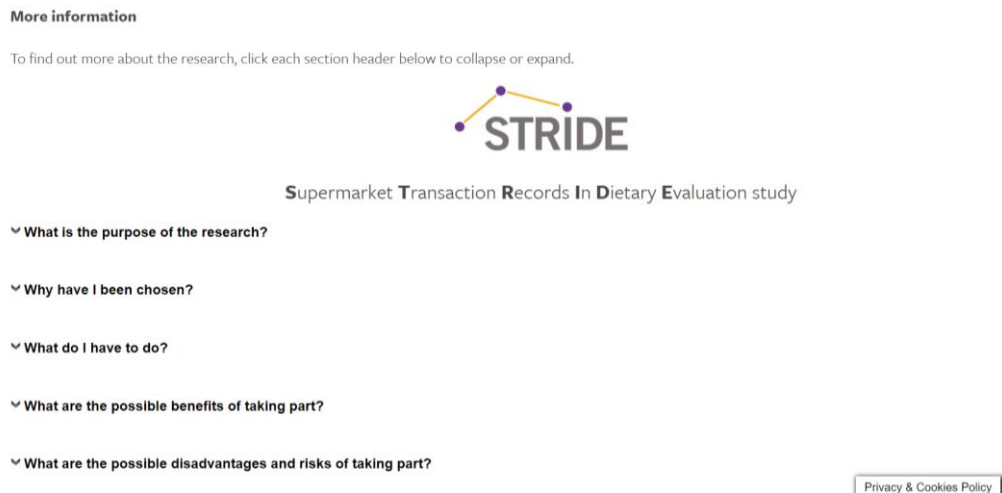 More information
To find out more about the research, click each section header below to collapse or expand.
STRIDE
Supermarket Transaction Records In Dietary Evaluation study
What is the purpose of the research?
Why have I been chosen?
What do I have to do?
What are the possible benefits of taking part?
What are the possible disadvantages and risks of taking part?
Privacy & Cookies Policy